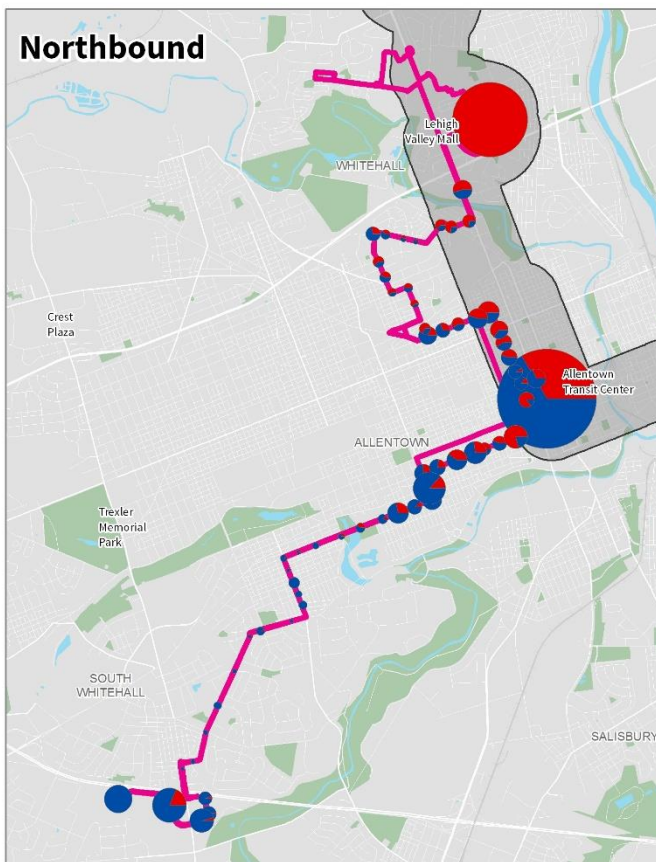 Northbound
Lehigh
Valley Mall
WHITEHALL
Crest
Plaza
Allentown
Transit Center
ALLENTOWN
Trexler
Memorial
Park
SOUTH
WHITEHALL
SALISBURY